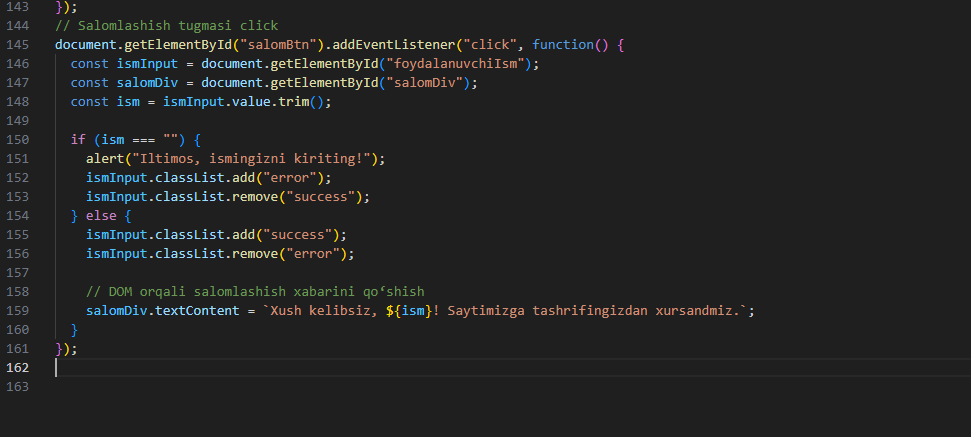 143 });
144 // Salomlashish tugmasi click
145 document.getElementById("salomBtn").addEventListener("click", function() {
146 const ismInput = document.getElementById("foydalanuvchiIsm");
147 const salomDiv = document.getElementById("salomDiv");
148 const ism = ismInput.value.trim();
149
150 if (ism === "") {
151 alert("Iltimos, ismingizni kiriting!");
152 ismInput.classList.add("error");
153 ismInput.classList.remove("success");
154 } else {
155 ismInput.classList.add("success");
156 ismInput.classList.remove("error");
157
158 // DOM orqali salomlashish xabarini qo‘shish
159 salomDiv.textContent = `Xush kelibsiz, ${ism}! Saytimizga tashrifingizdan xursandmiz.`;
160 }
161 });
162
163